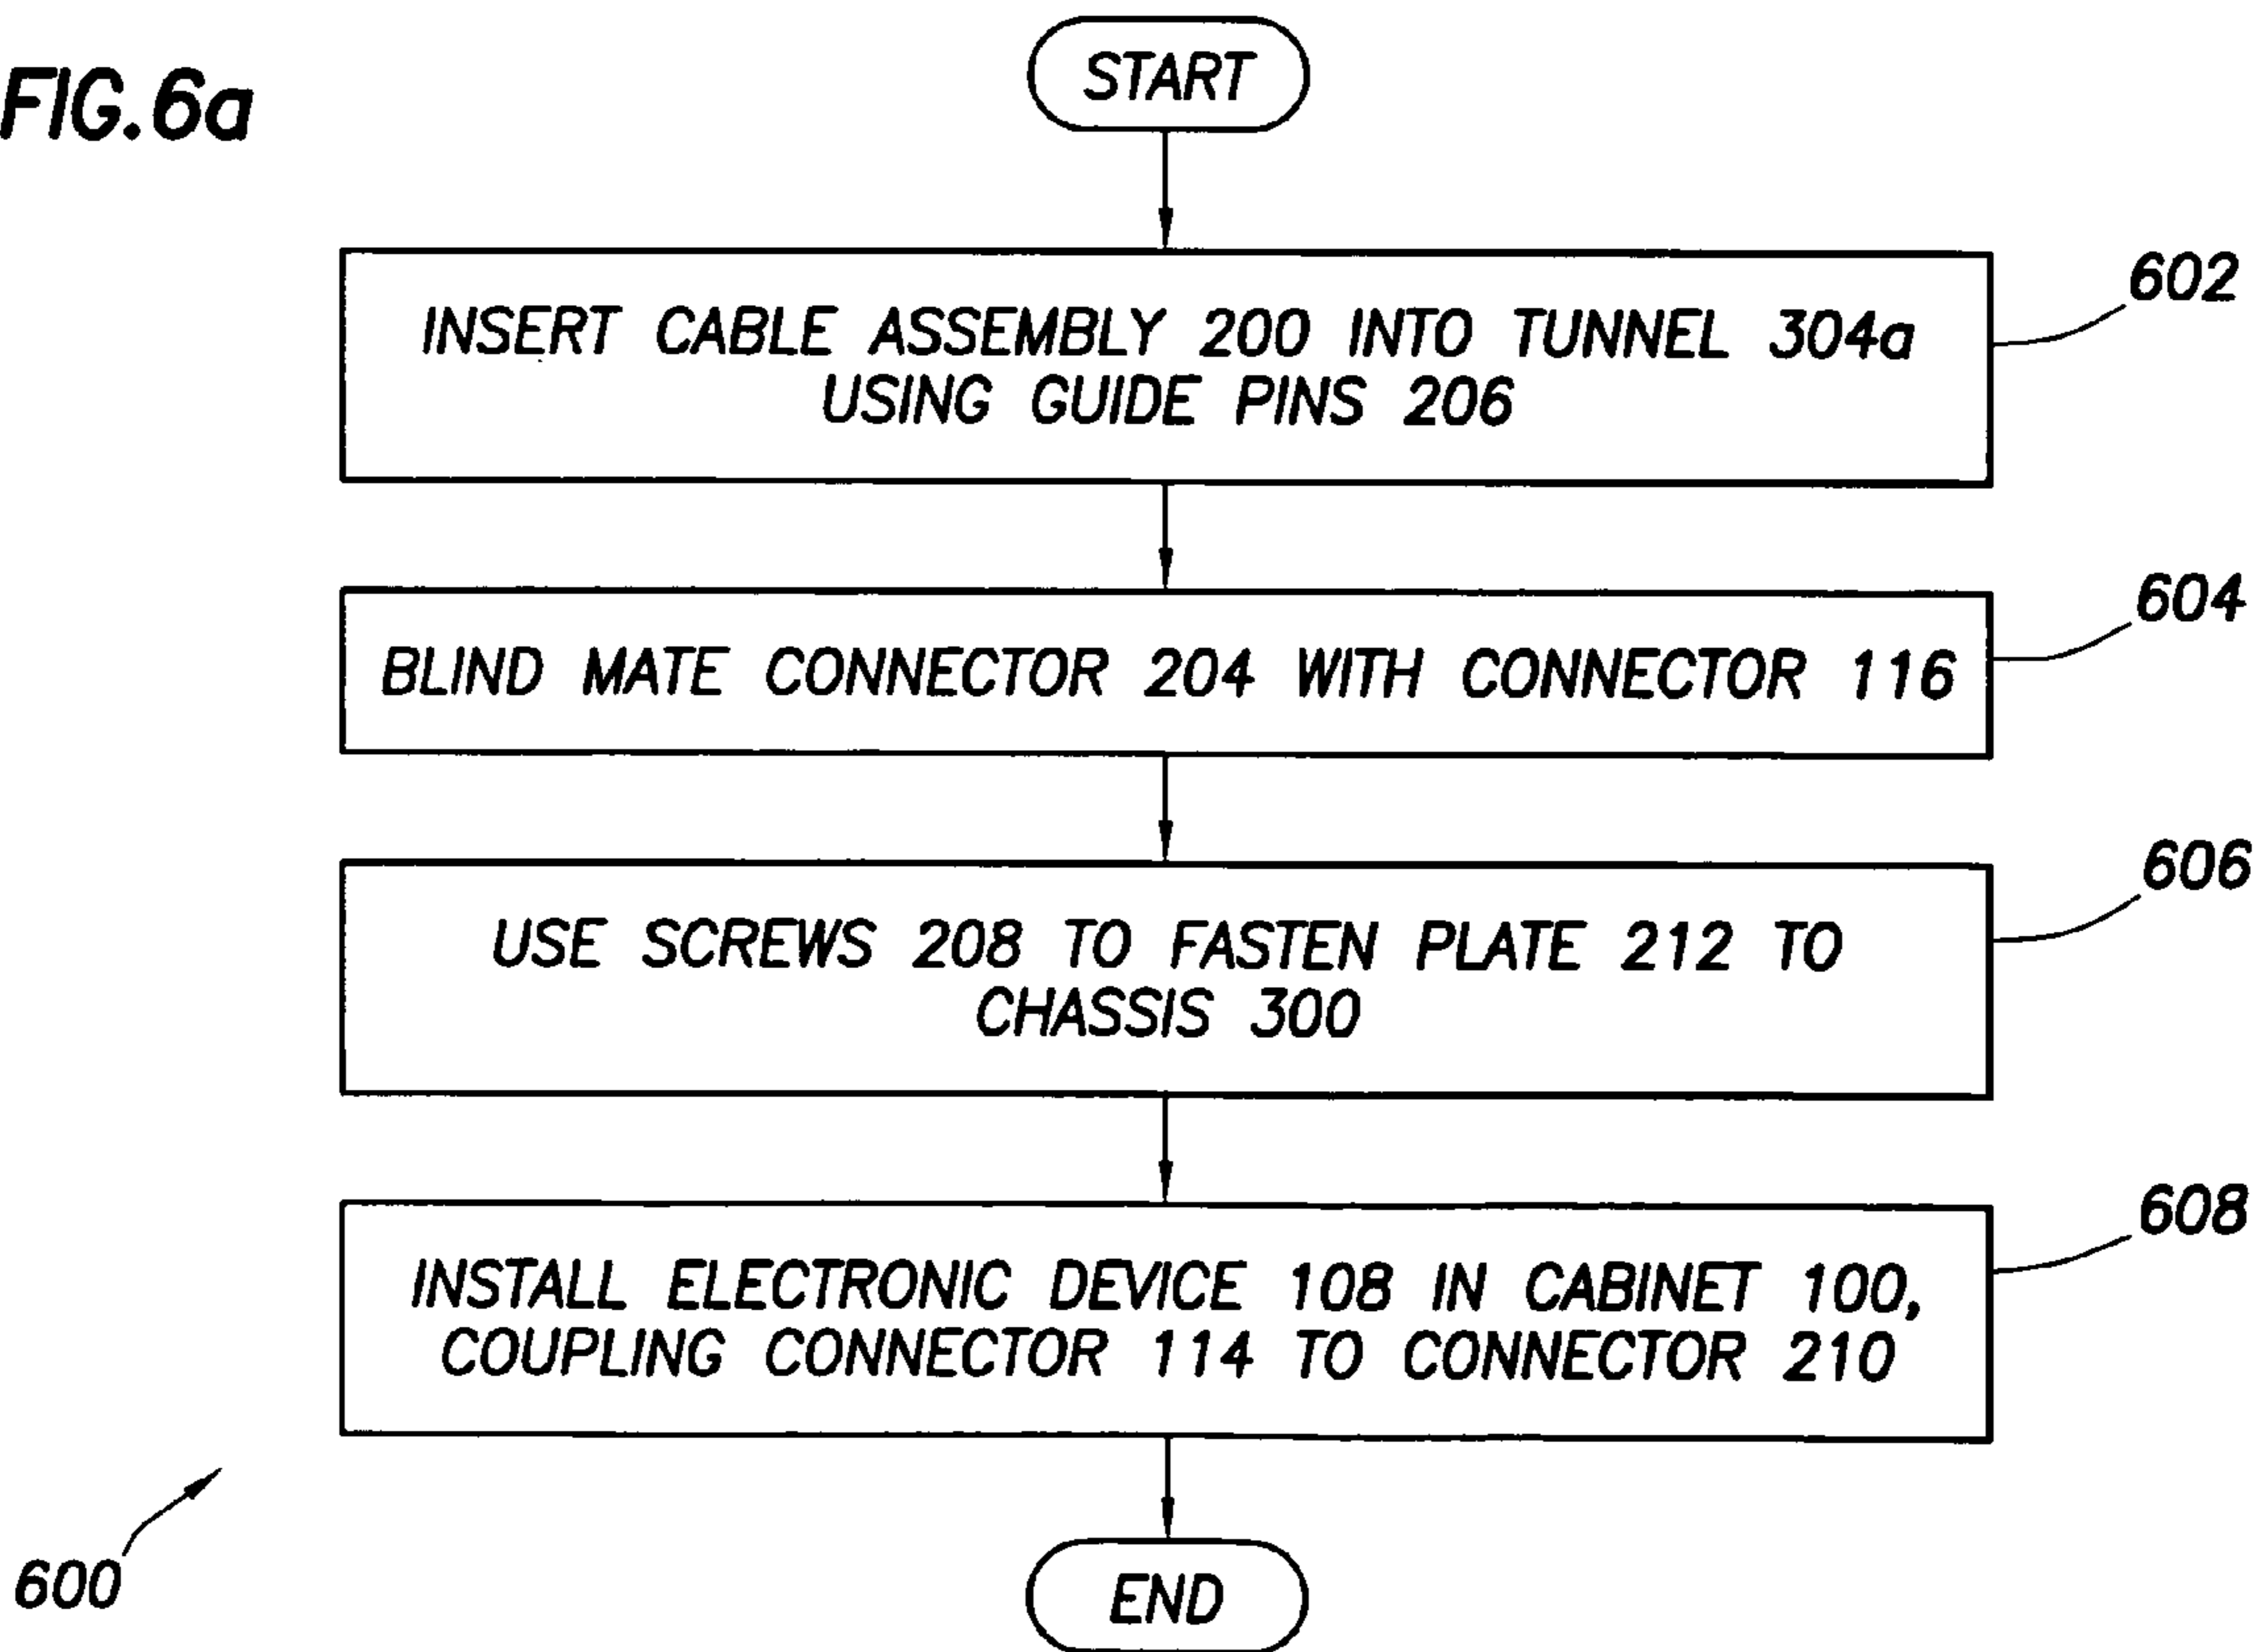 FIG.6a
START
INSERT CABLE ASSEMBLY 200 INTO TUNNEL 304a
USING GUIDE PINS 206
602
BLIND MATE CONNECTOR 204 WITH CONNECTOR 116
604
USE SCREWS 208 TO FASTEN PLATE 212 TO
CHASSIS 300
606
INSTALL ELECTRONIC DEVICE 108 IN CABINET 100,
COUPLING CONNECTOR 114 TO CONNECTOR 210
608
END
600